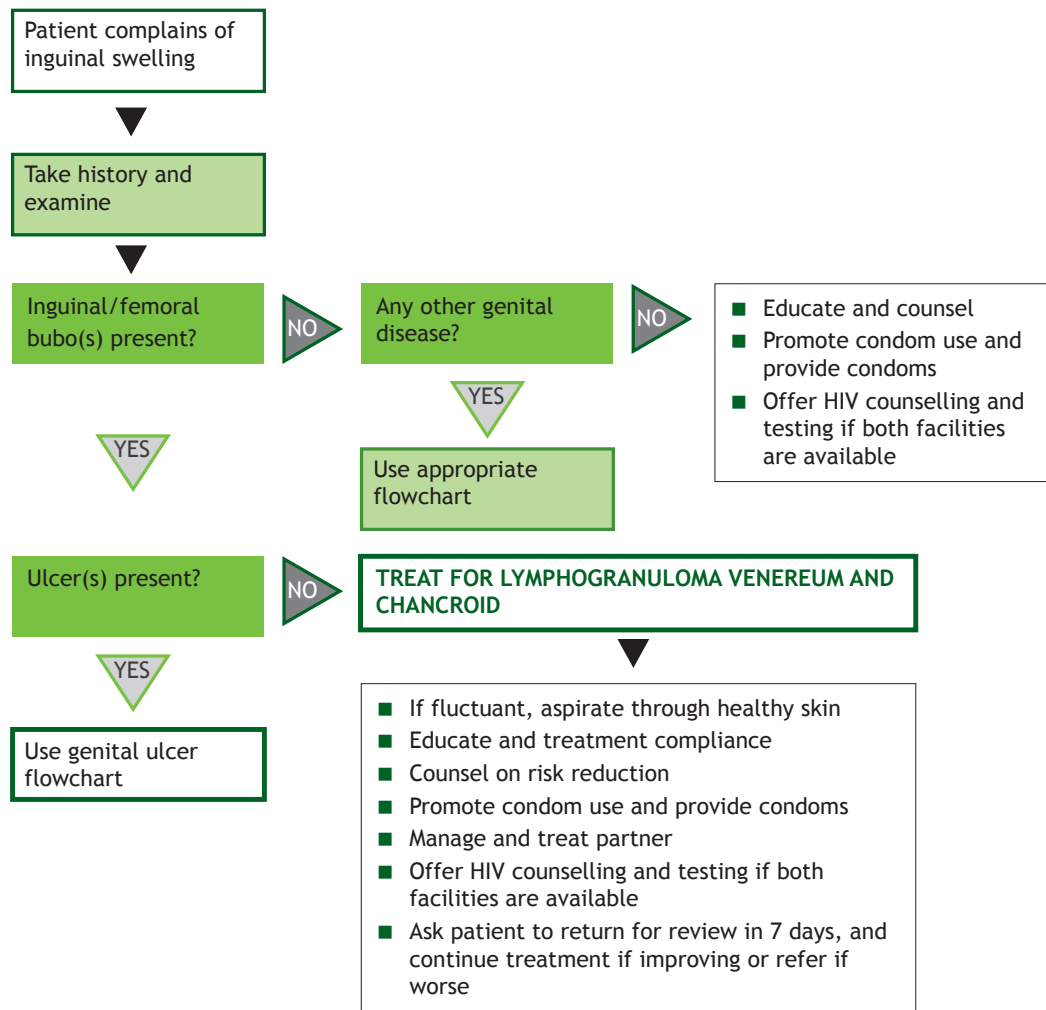 Patient complains of
inguinal swelling
Take history and
examine
Inguinal/femoral
bubo(s) present?
NO
Any other genital
disease?
NO
■ Educate and counsel
■ Promote condom use and
provide condoms
■ Offer HIV counselling and
testing if both facilities
are available
YES
YES
Use appropriate
flowchart
Ulcer(s) present?
NO
TREAT FOR LYMPHOGRANULOMA VENEREUM AND
CHANCROID
YES
Use genital ulcer
flowchart
■ If fluctuant, aspirate through healthy skin
■ Educate and treatment compliance
■ Counsel on risk reduction
■ Promote condom use and provide condoms
■ Manage and treat partner
■ Offer HIV counselling and testing if both
facilities are available
■ Ask patient to return for review in 7 days, and
continue treatment if improving or refer if
worse